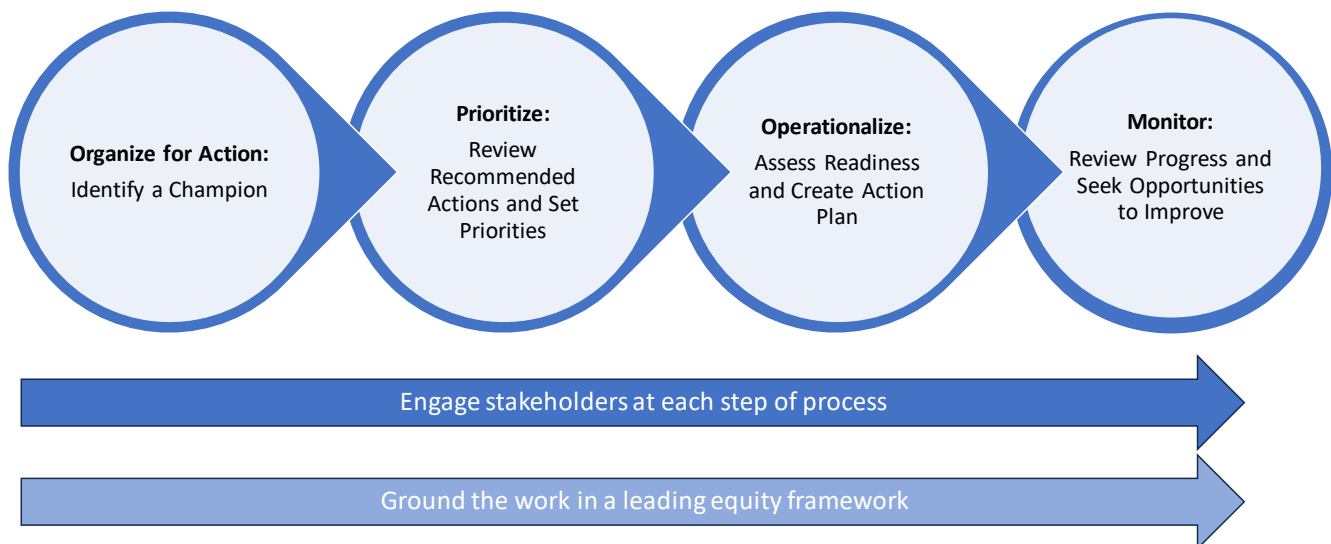 Organize for Action:
Identify a Champion
Prioritize:
Review
Recommended
Actions and Set
Priorities
Operationalize:
Assess Readiness
and Create Action
Plan
Monitor:
Review Progress and
Seek Opportunities
to Improve
Engage stakeholders at each step of process
Ground the work in a leading equity framework